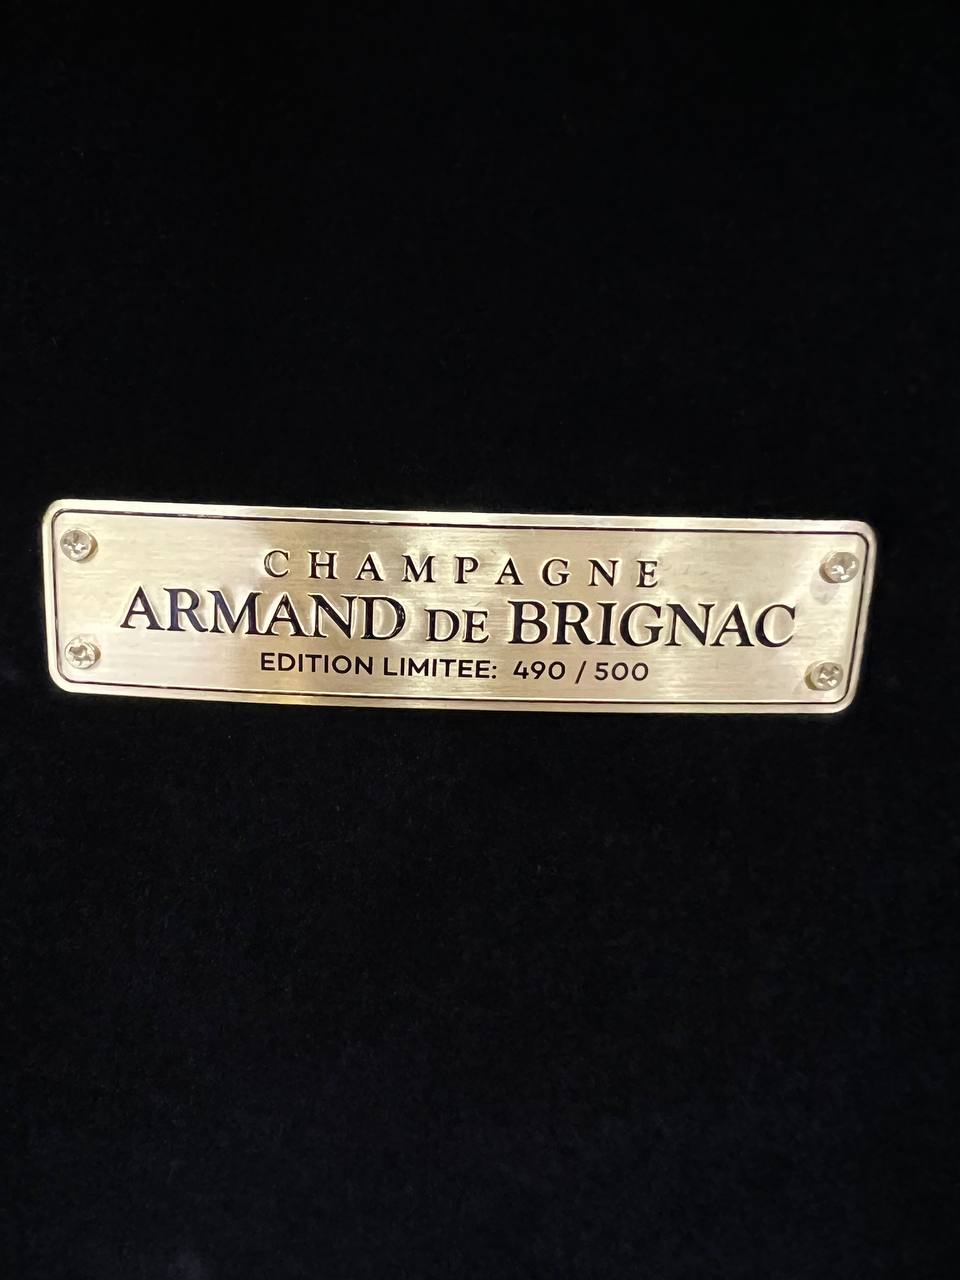 CHAMPAGNE
ARMAND DE BRIGNAC
EDITION LIMITEE: 490 / 500